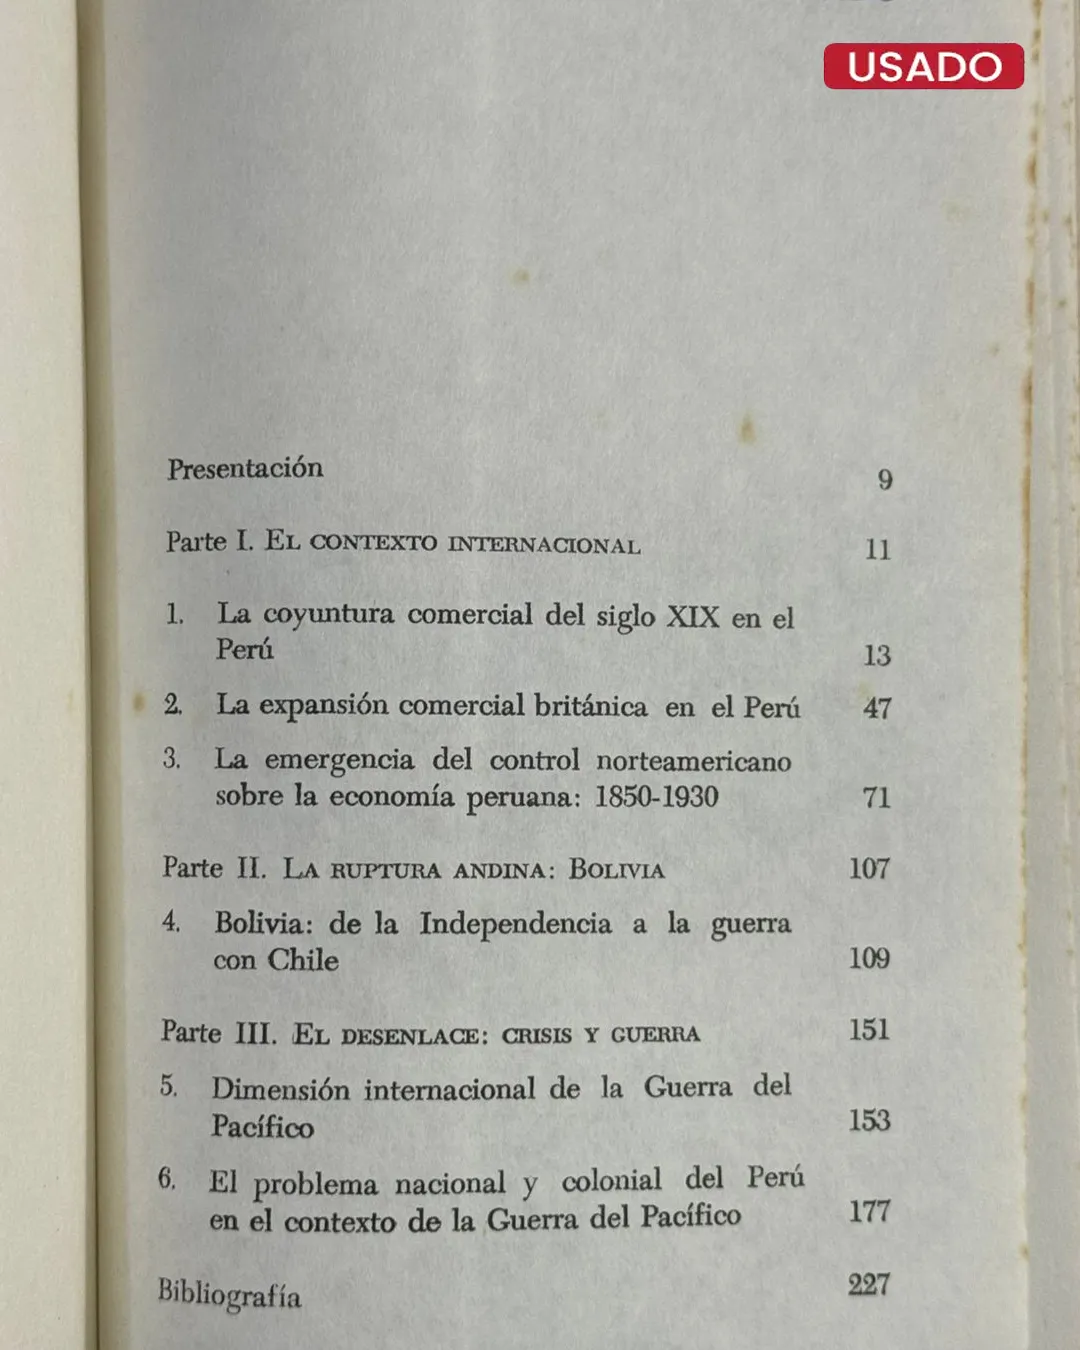 USADO
Presentación 9
Parte I. EL CONTEXTO INTERNACIONAL 11
1. La coyuntura comercial del siglo XIX en el
Perú 13
2. La expansión comercial británica en el Perú 47
3. La emergencia del control norteamericano
sobre la economía peruana: 1850-1930 71
Parte II. LA RUPTURA ANDINA: BOLIVIA 107
4. Bolivia: de la Independencia a la guerra
con Chile 109
Parte III. EL DESENLACE: CRISIS Y GUERRA 151
5. Dimensión internacional de la Guerra del
Pacífico 153
6. El problema nacional y colonial del Perú
en el contexto de la Guerra del Pacífico 177
Bibliografía 227